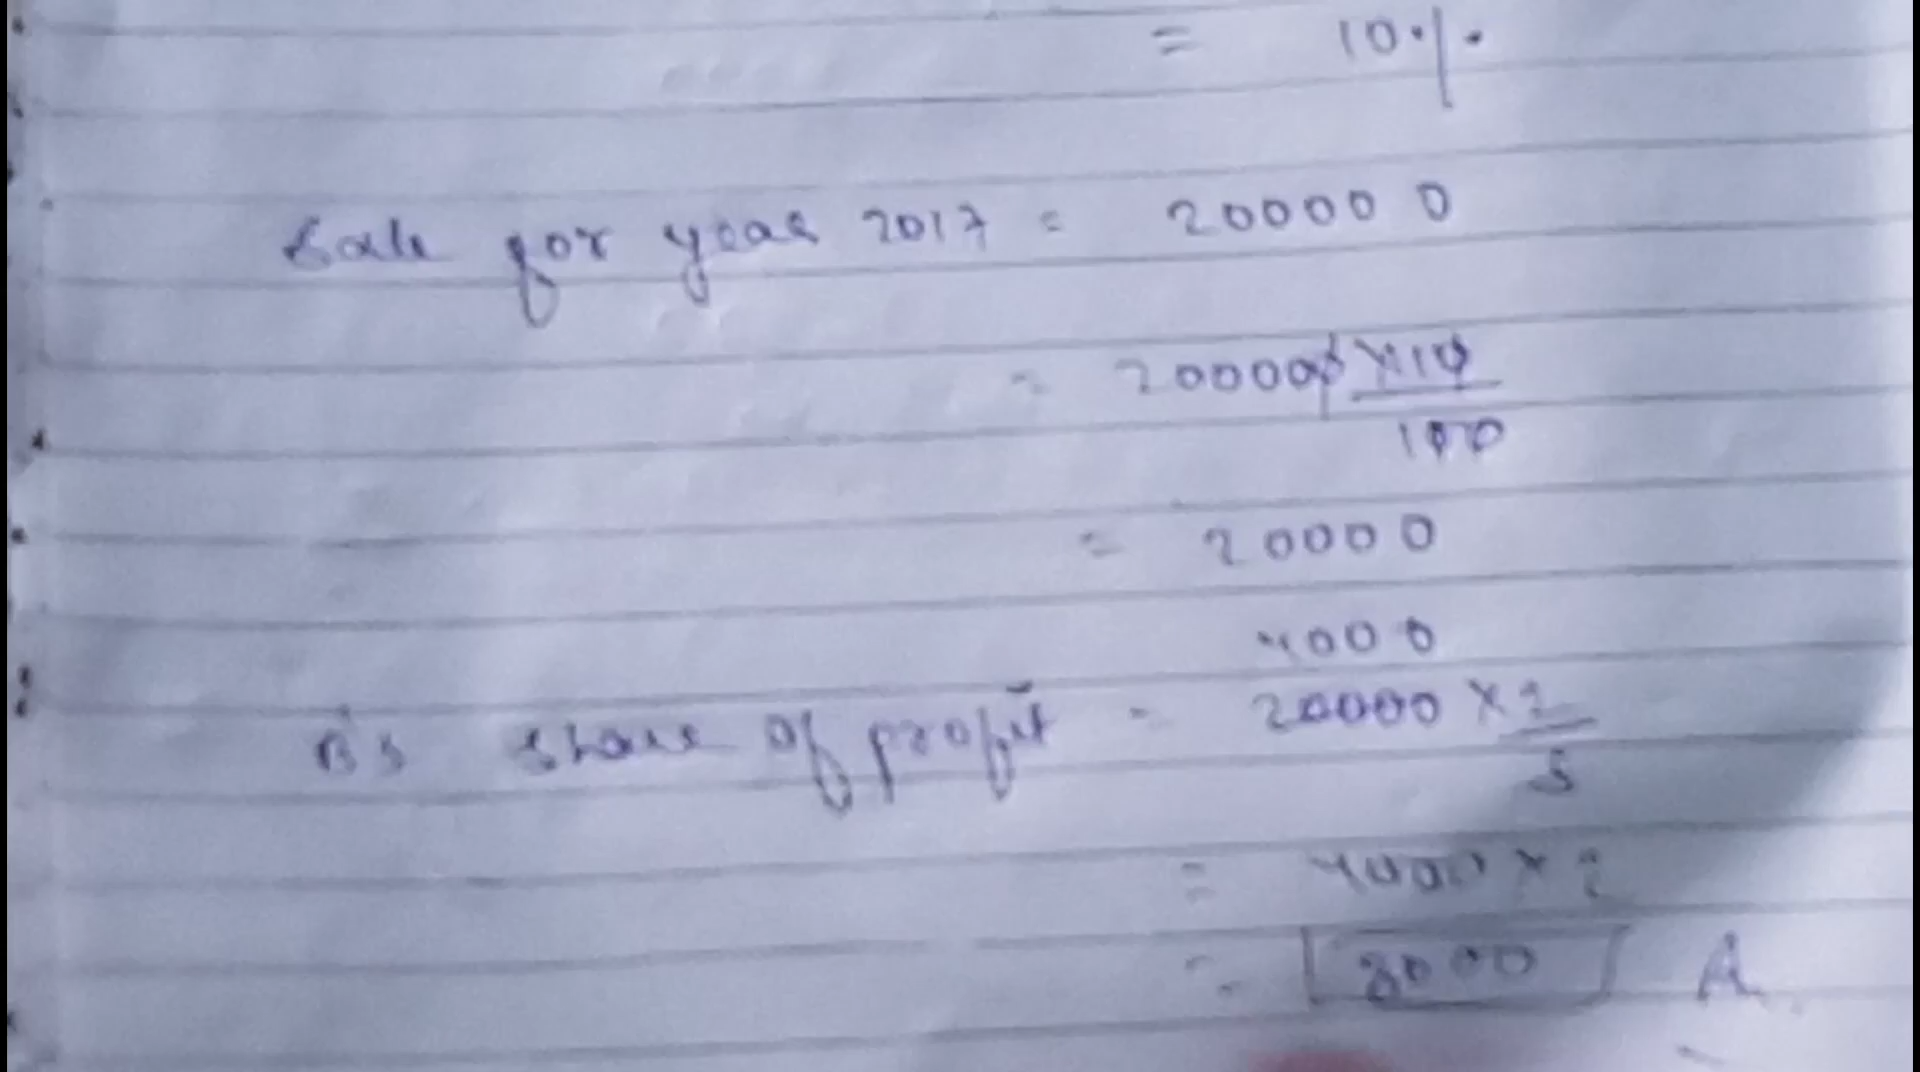 = 10%
Sale for year 2017 = 200000
= 200000 × 10
100
= 20000
4000
B's share of profit = 20000 × 2
5
= 4000 × 2
= 8000 A